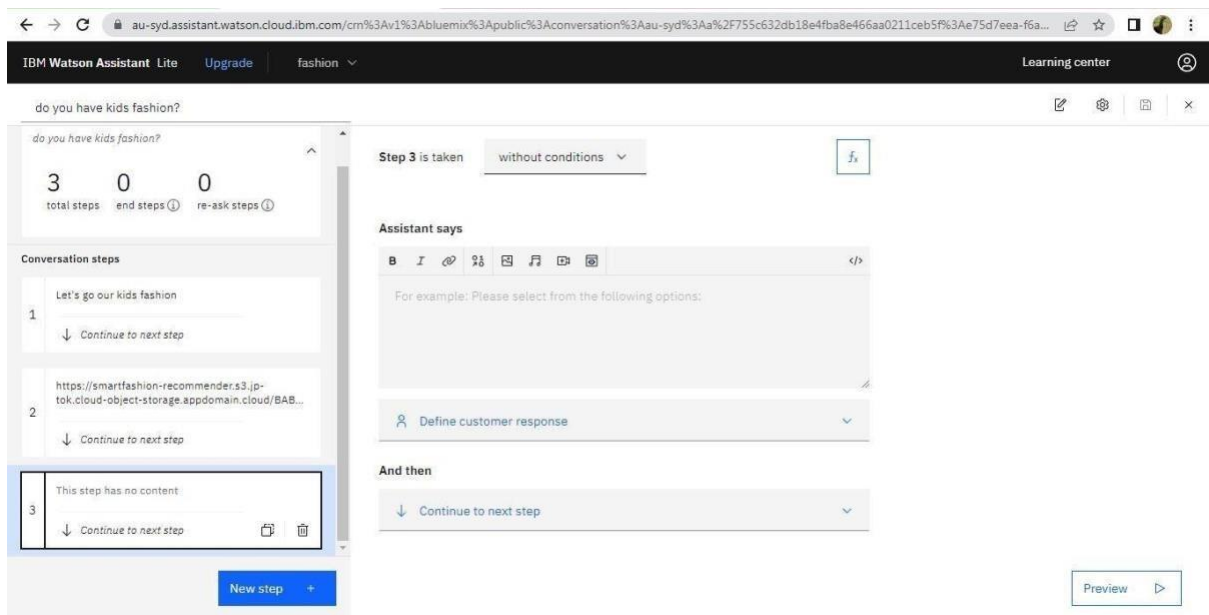 au-syd.assistant.watson.cloud.ibm.com/crn%3Av1%3Abluemix%3Apublic%3Aconversation%3Aau-syd%3Aa%2F755c632db18e4fba8e466aa0211ceb5f%3Ae75d7eea-f6a...
IBM Watson Assistant Lite Upgrade fashion Learning center
do you have kids fashion?
do you have kids fashion?
3 0 0
total steps end steps re-ask steps
Conversation steps
1
Let's go our kids fashion
Continue to next step
2
https://smartfashion-recommender.s3.jp-
tok.cloud-object-storage.appdomain.cloud/BAB...
Continue to next step
3
This step has no content
Continue to next step
New step +
Step 3 is taken without conditions fx
Assistant says
B I </>
For example: Please select from the following options:
Define customer response
And then
Continue to next step
Preview